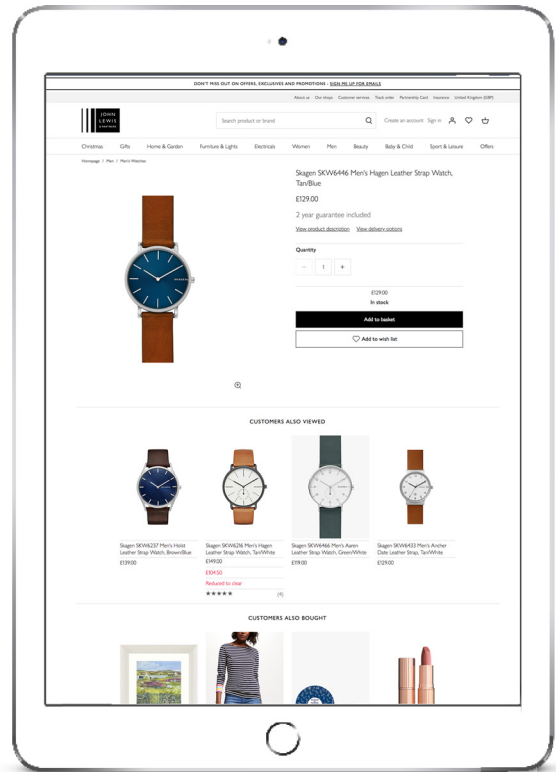 DON'T MISS OUT ON OFFERS, EXCLUSIVES AND PROMOTIONS - SIGN ME UP FOR EMAILS
About us Our shops Customer services Track order Partnership Card Insurance United Kingdom (GBP)
JOHN
LEWIS
& PARTNERS
Search product or brand
Create an account Sign in
Christmas Gifts Home & Garden Furniture & Lights Electricals Women Men Beauty Baby & Child Sport & Leisure Offers
Homepage / Men / Men's Watches
Skagen SKW6446 Men's Hagen Leather Strap Watch,
Tan/Blue
£129.00
2 year guarantee included
View product description View delivery options
Quantity
− 1 +
£129.00
In stock
Add to basket
Add to wish list
CUSTOMERS ALSO VIEWED
Skagen SKW6237 Men's Holst
Leather Strap Watch, Brown/Blue
£139.00
Skagen SKW6216 Men's Hagen
Leather Strap Watch, Tan/White
£149.00
£104.50
Reduced to clear
★★★★★ (4)
Skagen SKW6466 Men's Aaren
Leather Strap Watch, Green/White
£119.00
Skagen SKW6433 Men's Ancher
Date Leather Strap, Tan/White
£129.00
CUSTOMERS ALSO BOUGHT